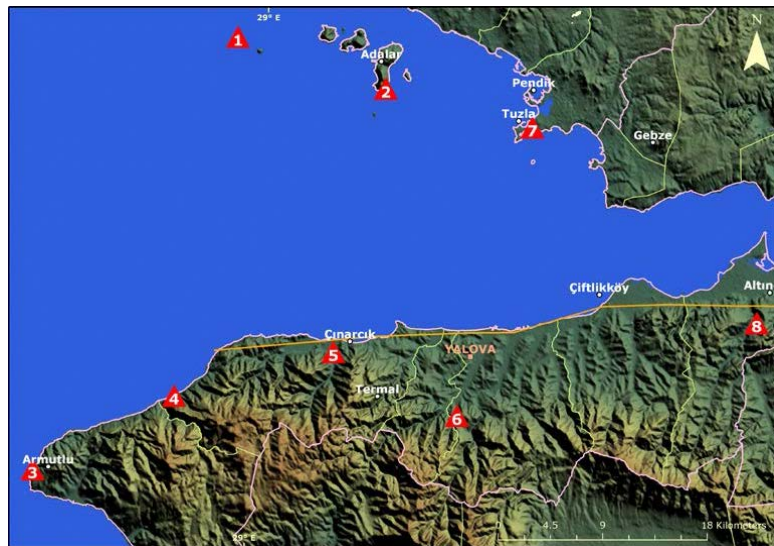 29° E
N
1
Adalar
2
Pendik
Tuzla
7
Gebze
Çiftlikköy
Altın
8
Çınarcık
5
YALOVA
Termal
4
6
Armutlu
3
29° E
0 4.5 9 18 Kilometers